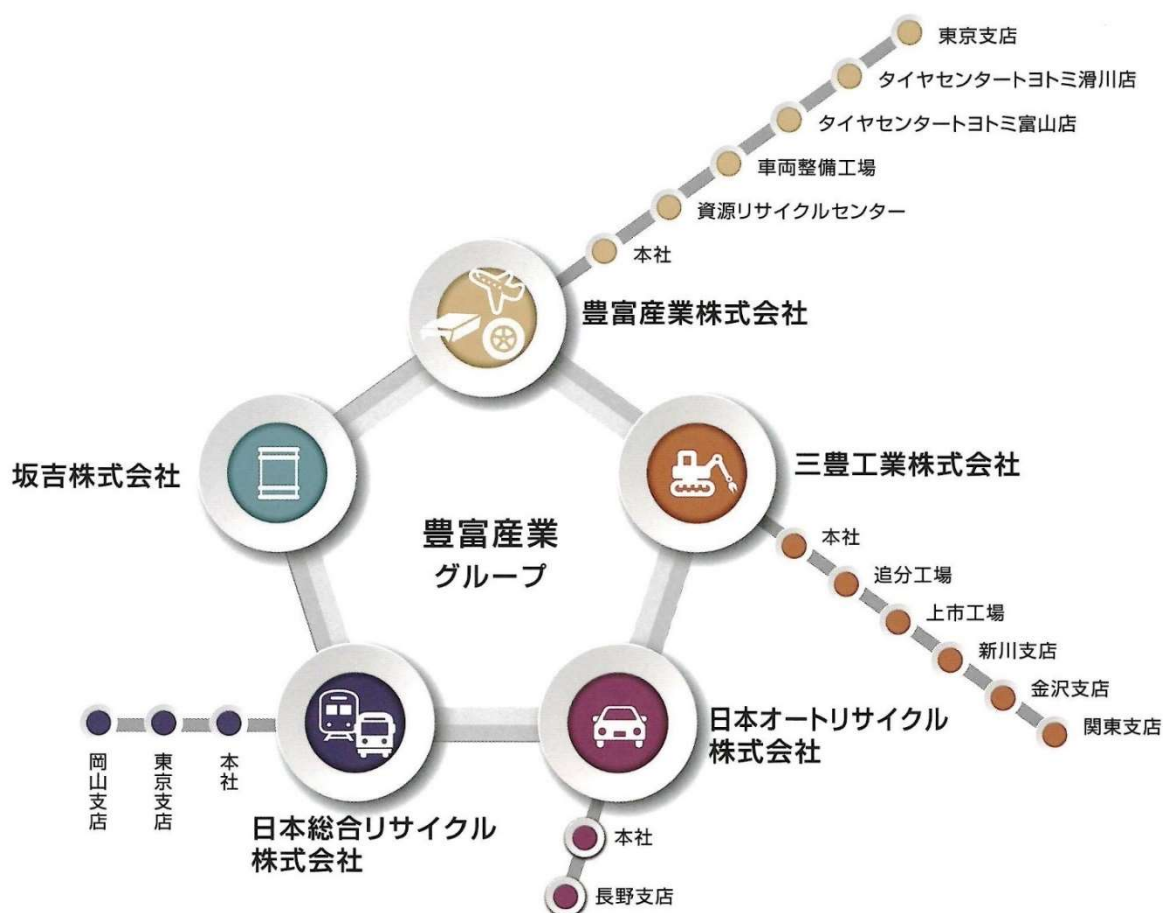 東京支店
タイヤセンタートヨトミ滑川店
タイヤセンタートヨトミ富山店
車両整備工場
資源リサイクルセンター
本社
豊富産業株式会社
坂吉株式会社
三豊工業株式会社
豊富産業
グループ
本社
追分工場
上市工場
新川支店
金沢支店
関東支店
日本オートリサイクル
株式会社
本社
長野支店
日本総合リサイクル
株式会社
本社
東京支店
岡山支店